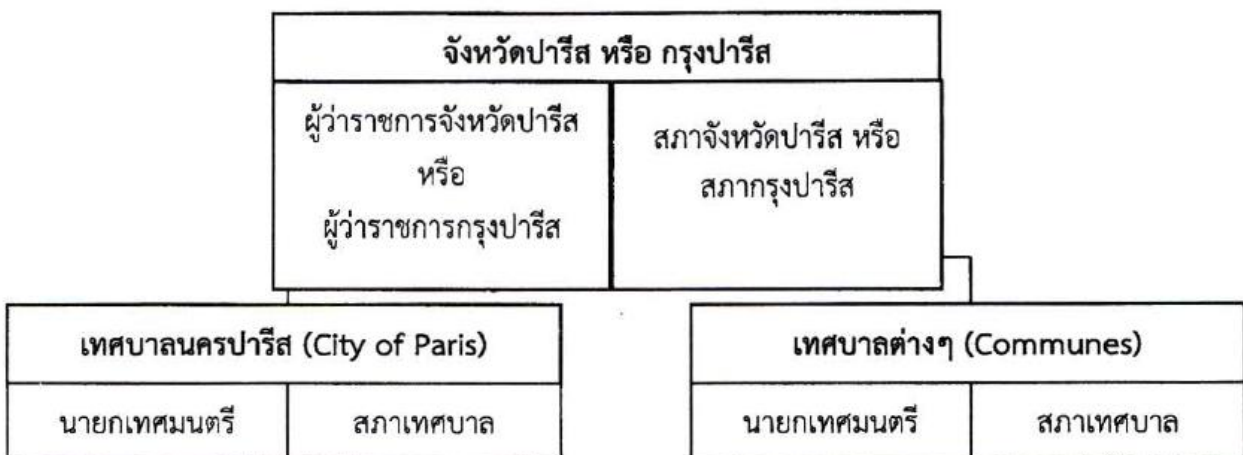 จังหวัดปารีส หรือ กรุงปารีส
ผู้ว่าราชการจังหวัดปารีส
หรือ
ผู้ว่าราชการกรุงปารีส
สภาจังหวัดปารีส หรือ
สภากรุงปารีส
เทศบาลนครปารีส (City of Paris)
นายกเทศมนตรี
สภาเทศบาล
เทศบาลต่างๆ (Communes)
นายกเทศมนตรี
สภาเทศบาล